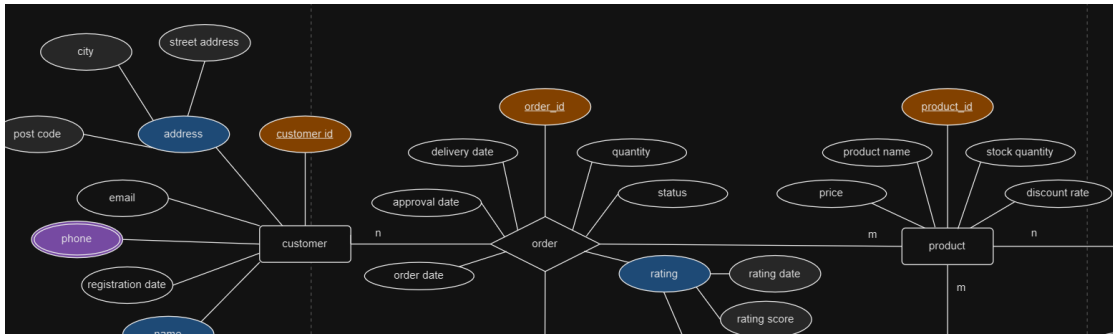 city
street address
post code
address
customer id
order_id
product_id
delivery date
quantity
product name
stock quantity
email
approval date
status
price
discount rate
phone
customer
n
order
m
product
n
registration date
order date
rating
rating date
m
rating score
name